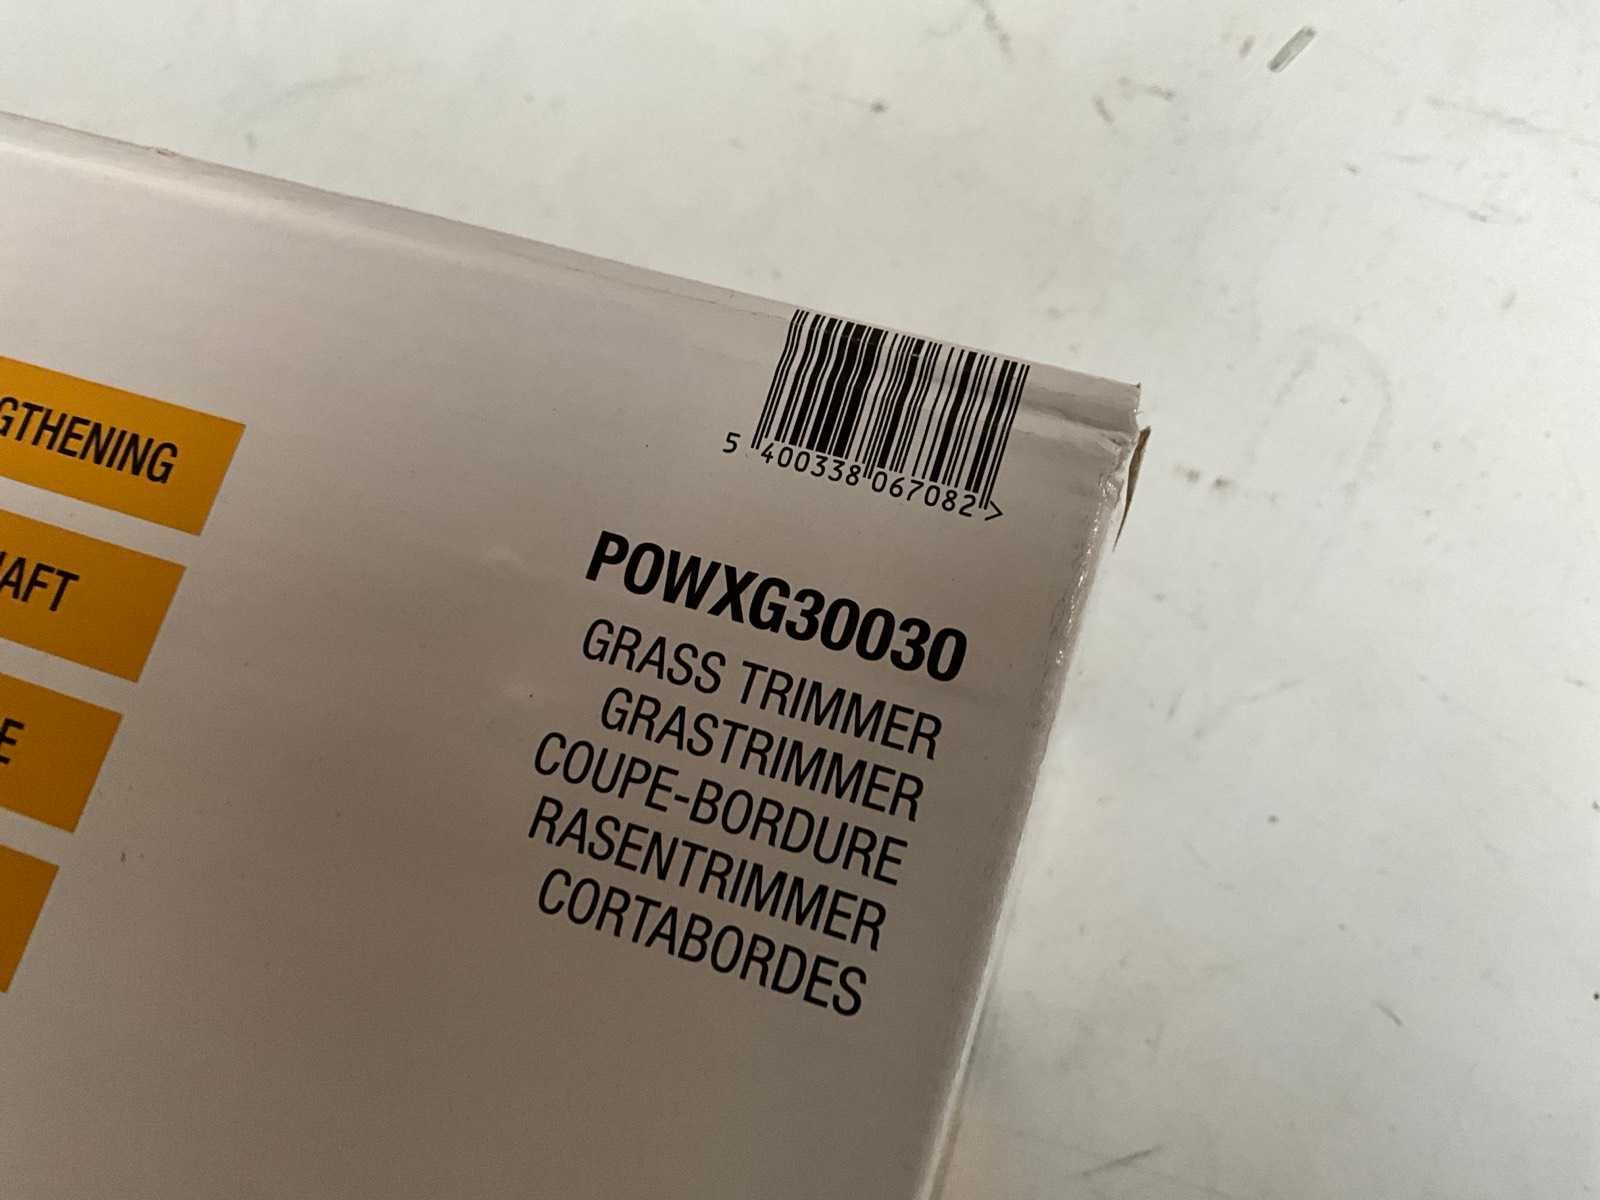 5 400338 067082 >
POWXG30030
GRASS TRIMMER
GRASTRIMMER
COUPE-BORDURE
RASENTRIMMER
CORTABORDES
GTHENING
AFT
E